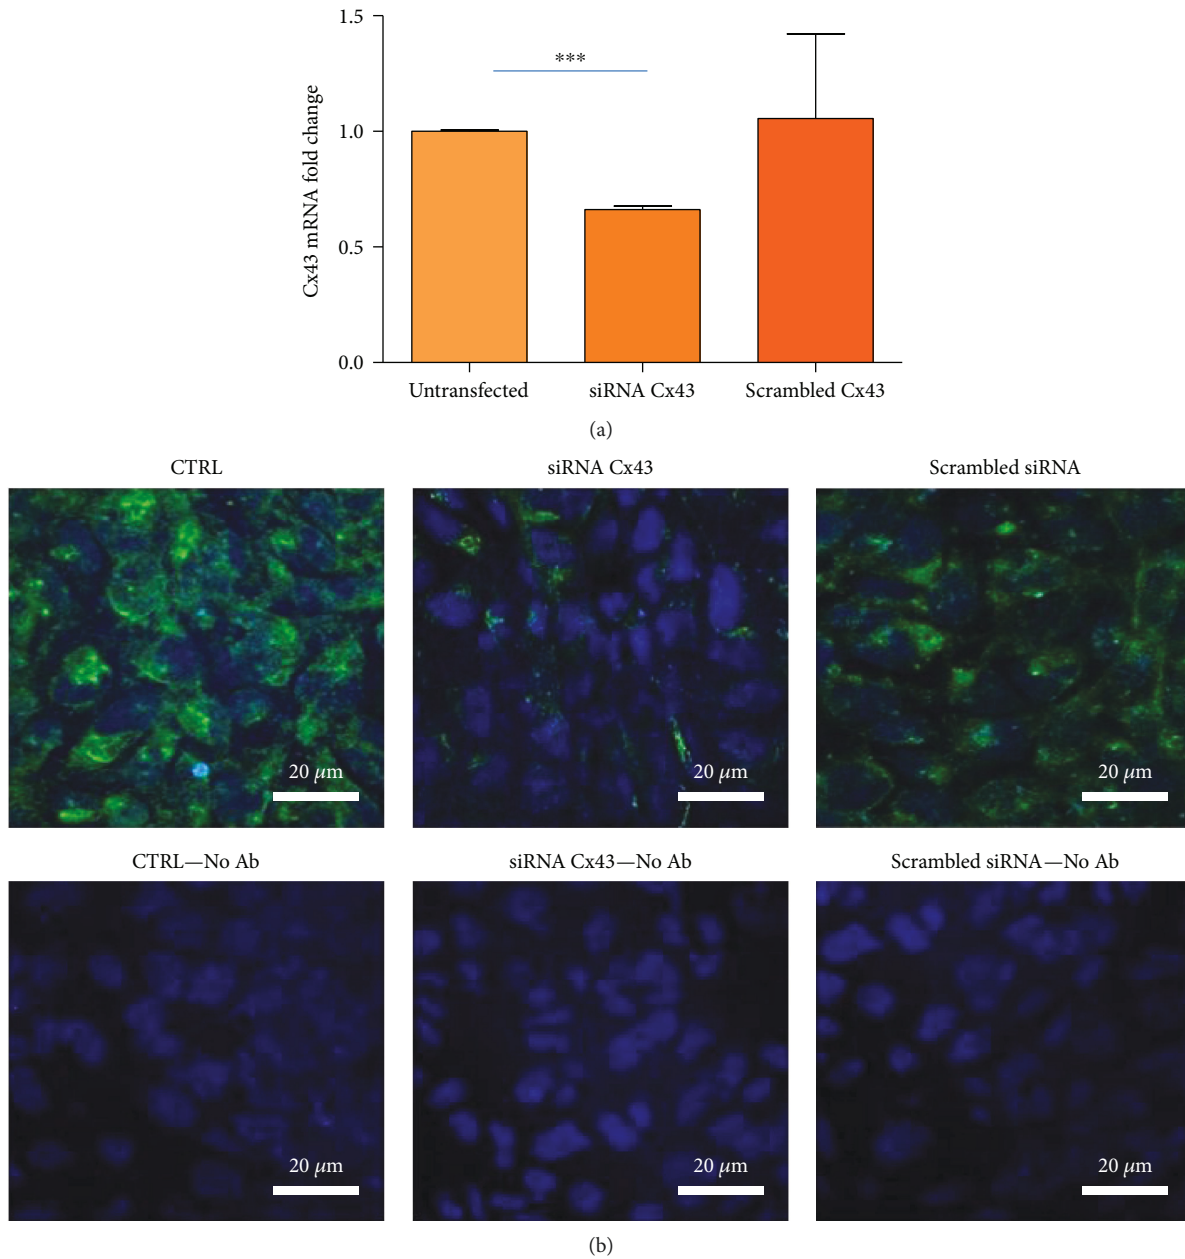 1.5
***
1.0
Cx43 mRNA fold change
0.5
0.0
Untransfected siRNA Cx43 Scrambled Cx43
(a)
CTRL siRNA Cx43 Scrambled siRNA
20 μm 20 μm 20 μm
CTRL—No Ab siRNA Cx43—No Ab Scrambled siRNA—No Ab
20 μm 20 μm 20 μm
(b)